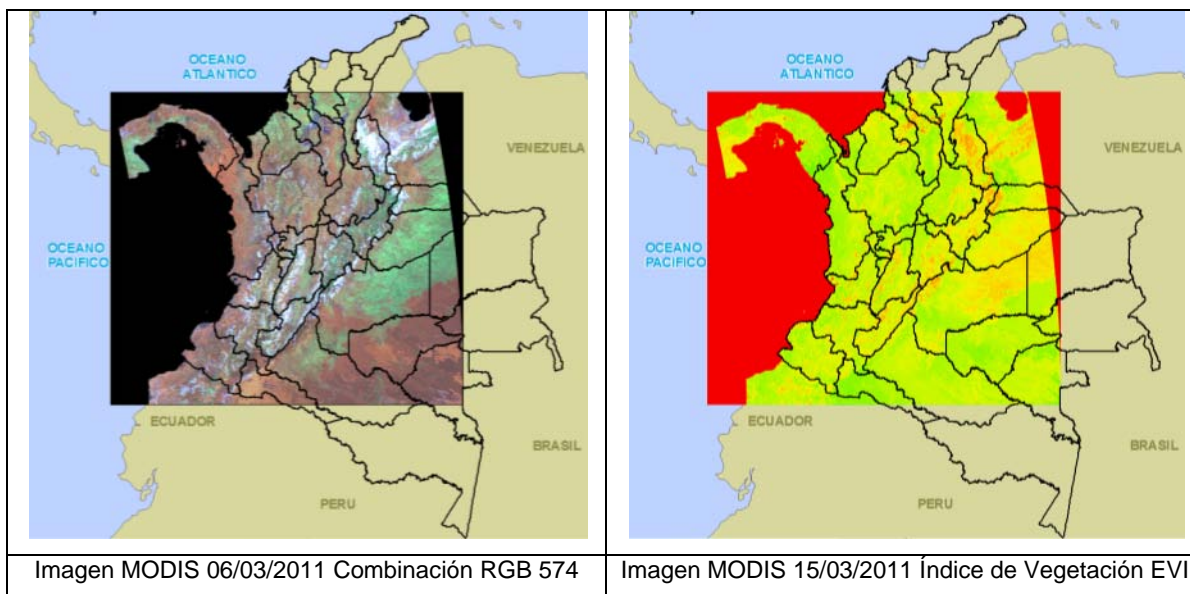 OCEANO
ATLANTICO
VENEZUELA
OCEANO
PACIFICO
ECUADOR
BRASIL
PERU
Imagen MODIS 06/03/2011 Combinación RGB 574
OCEANO
ATLANTICO
VENEZUELA
OCEANO
PACIFICO
ECUADOR
BRASIL
PERU
Imagen MODIS 15/03/2011 Índice de Vegetación EVI